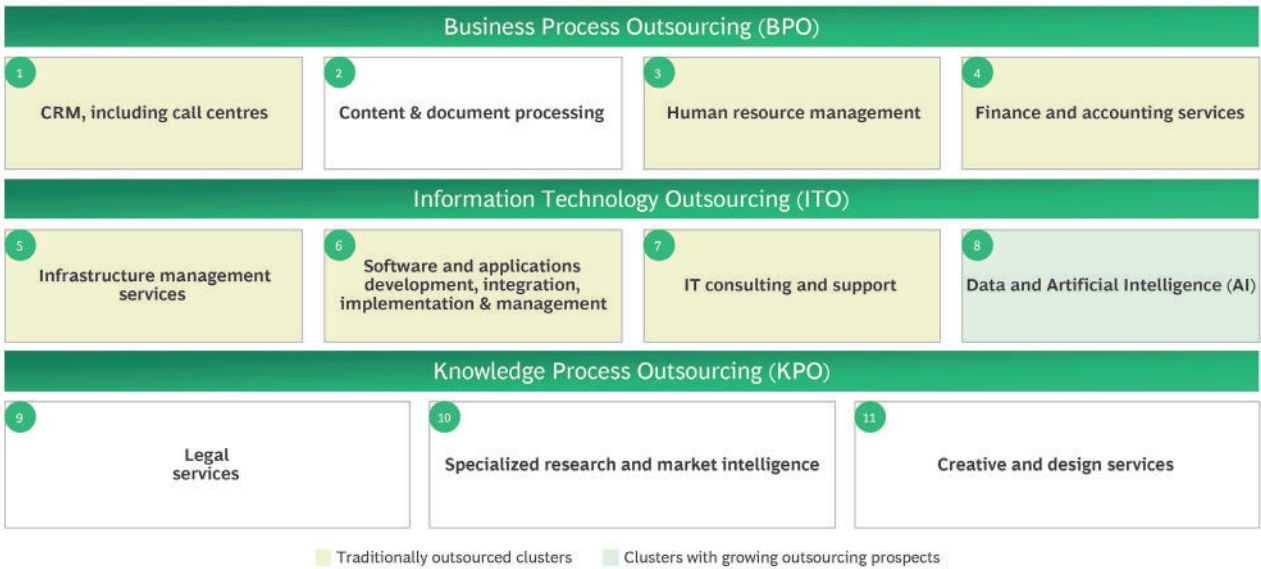 Business Process Outsourcing (BPO)
1
CRM, including call centres
2
Content & document processing
3
Human resource management
4
Finance and accounting services
Information Technology Outsourcing (ITO)
5
Infrastructure management
services
6
Software and applications
development, integration,
implementation & management
7
IT consulting and support
8
Data and Artificial Intelligence (AI)
Knowledge Process Outsourcing (KPO)
9
Legal
services
10
Specialized research and market intelligence
11
Creative and design services
Traditionally outsourced clusters
Clusters with growing outsourcing prospects